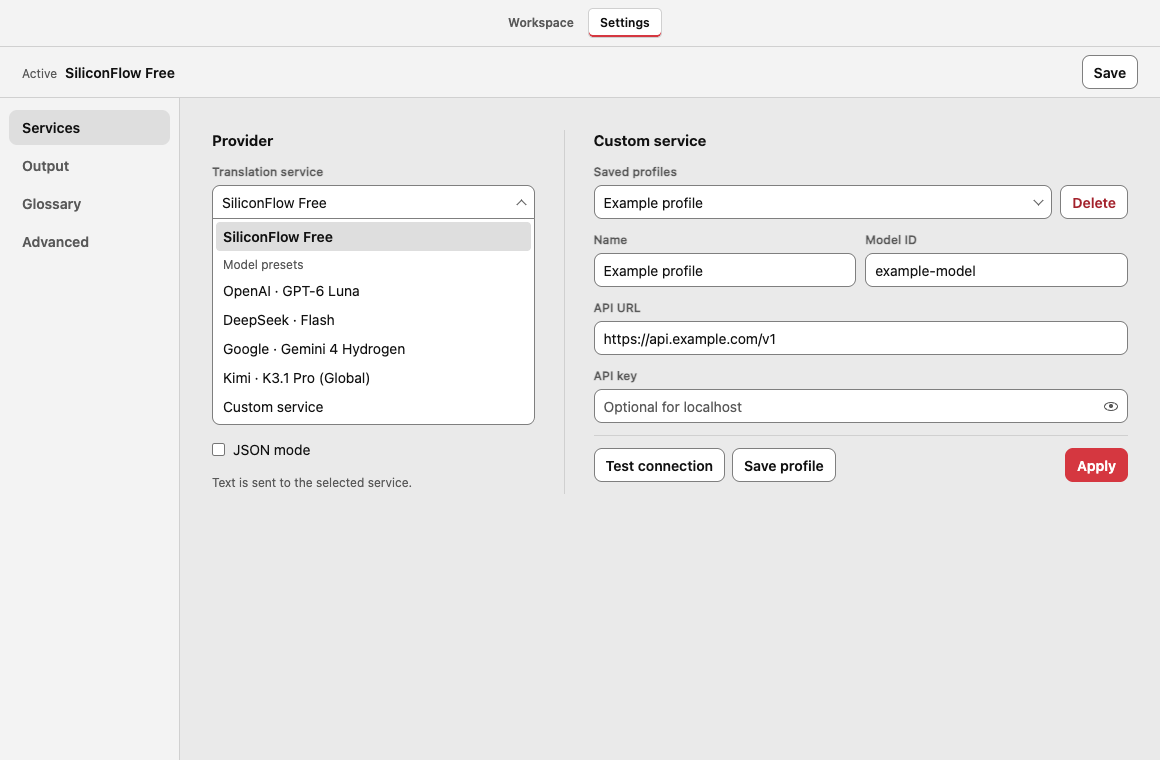 Workspace
Settings
Active SiliconFlow Free
Save
Services
Output
Glossary
Advanced
Provider
Translation service
SiliconFlow Free
SiliconFlow Free
Model presets
OpenAI · GPT-6 Luna
DeepSeek · Flash
Google · Gemini 4 Hydrogen
Kimi · K3.1 Pro (Global)
Custom service
JSON mode
Text is sent to the selected service.
Custom service
Saved profiles
Example profile
Delete
Name
Model ID
Example profile
example-model
API URL
https://api.example.com/v1
API key
Optional for localhost
Test connection
Save profile
Apply